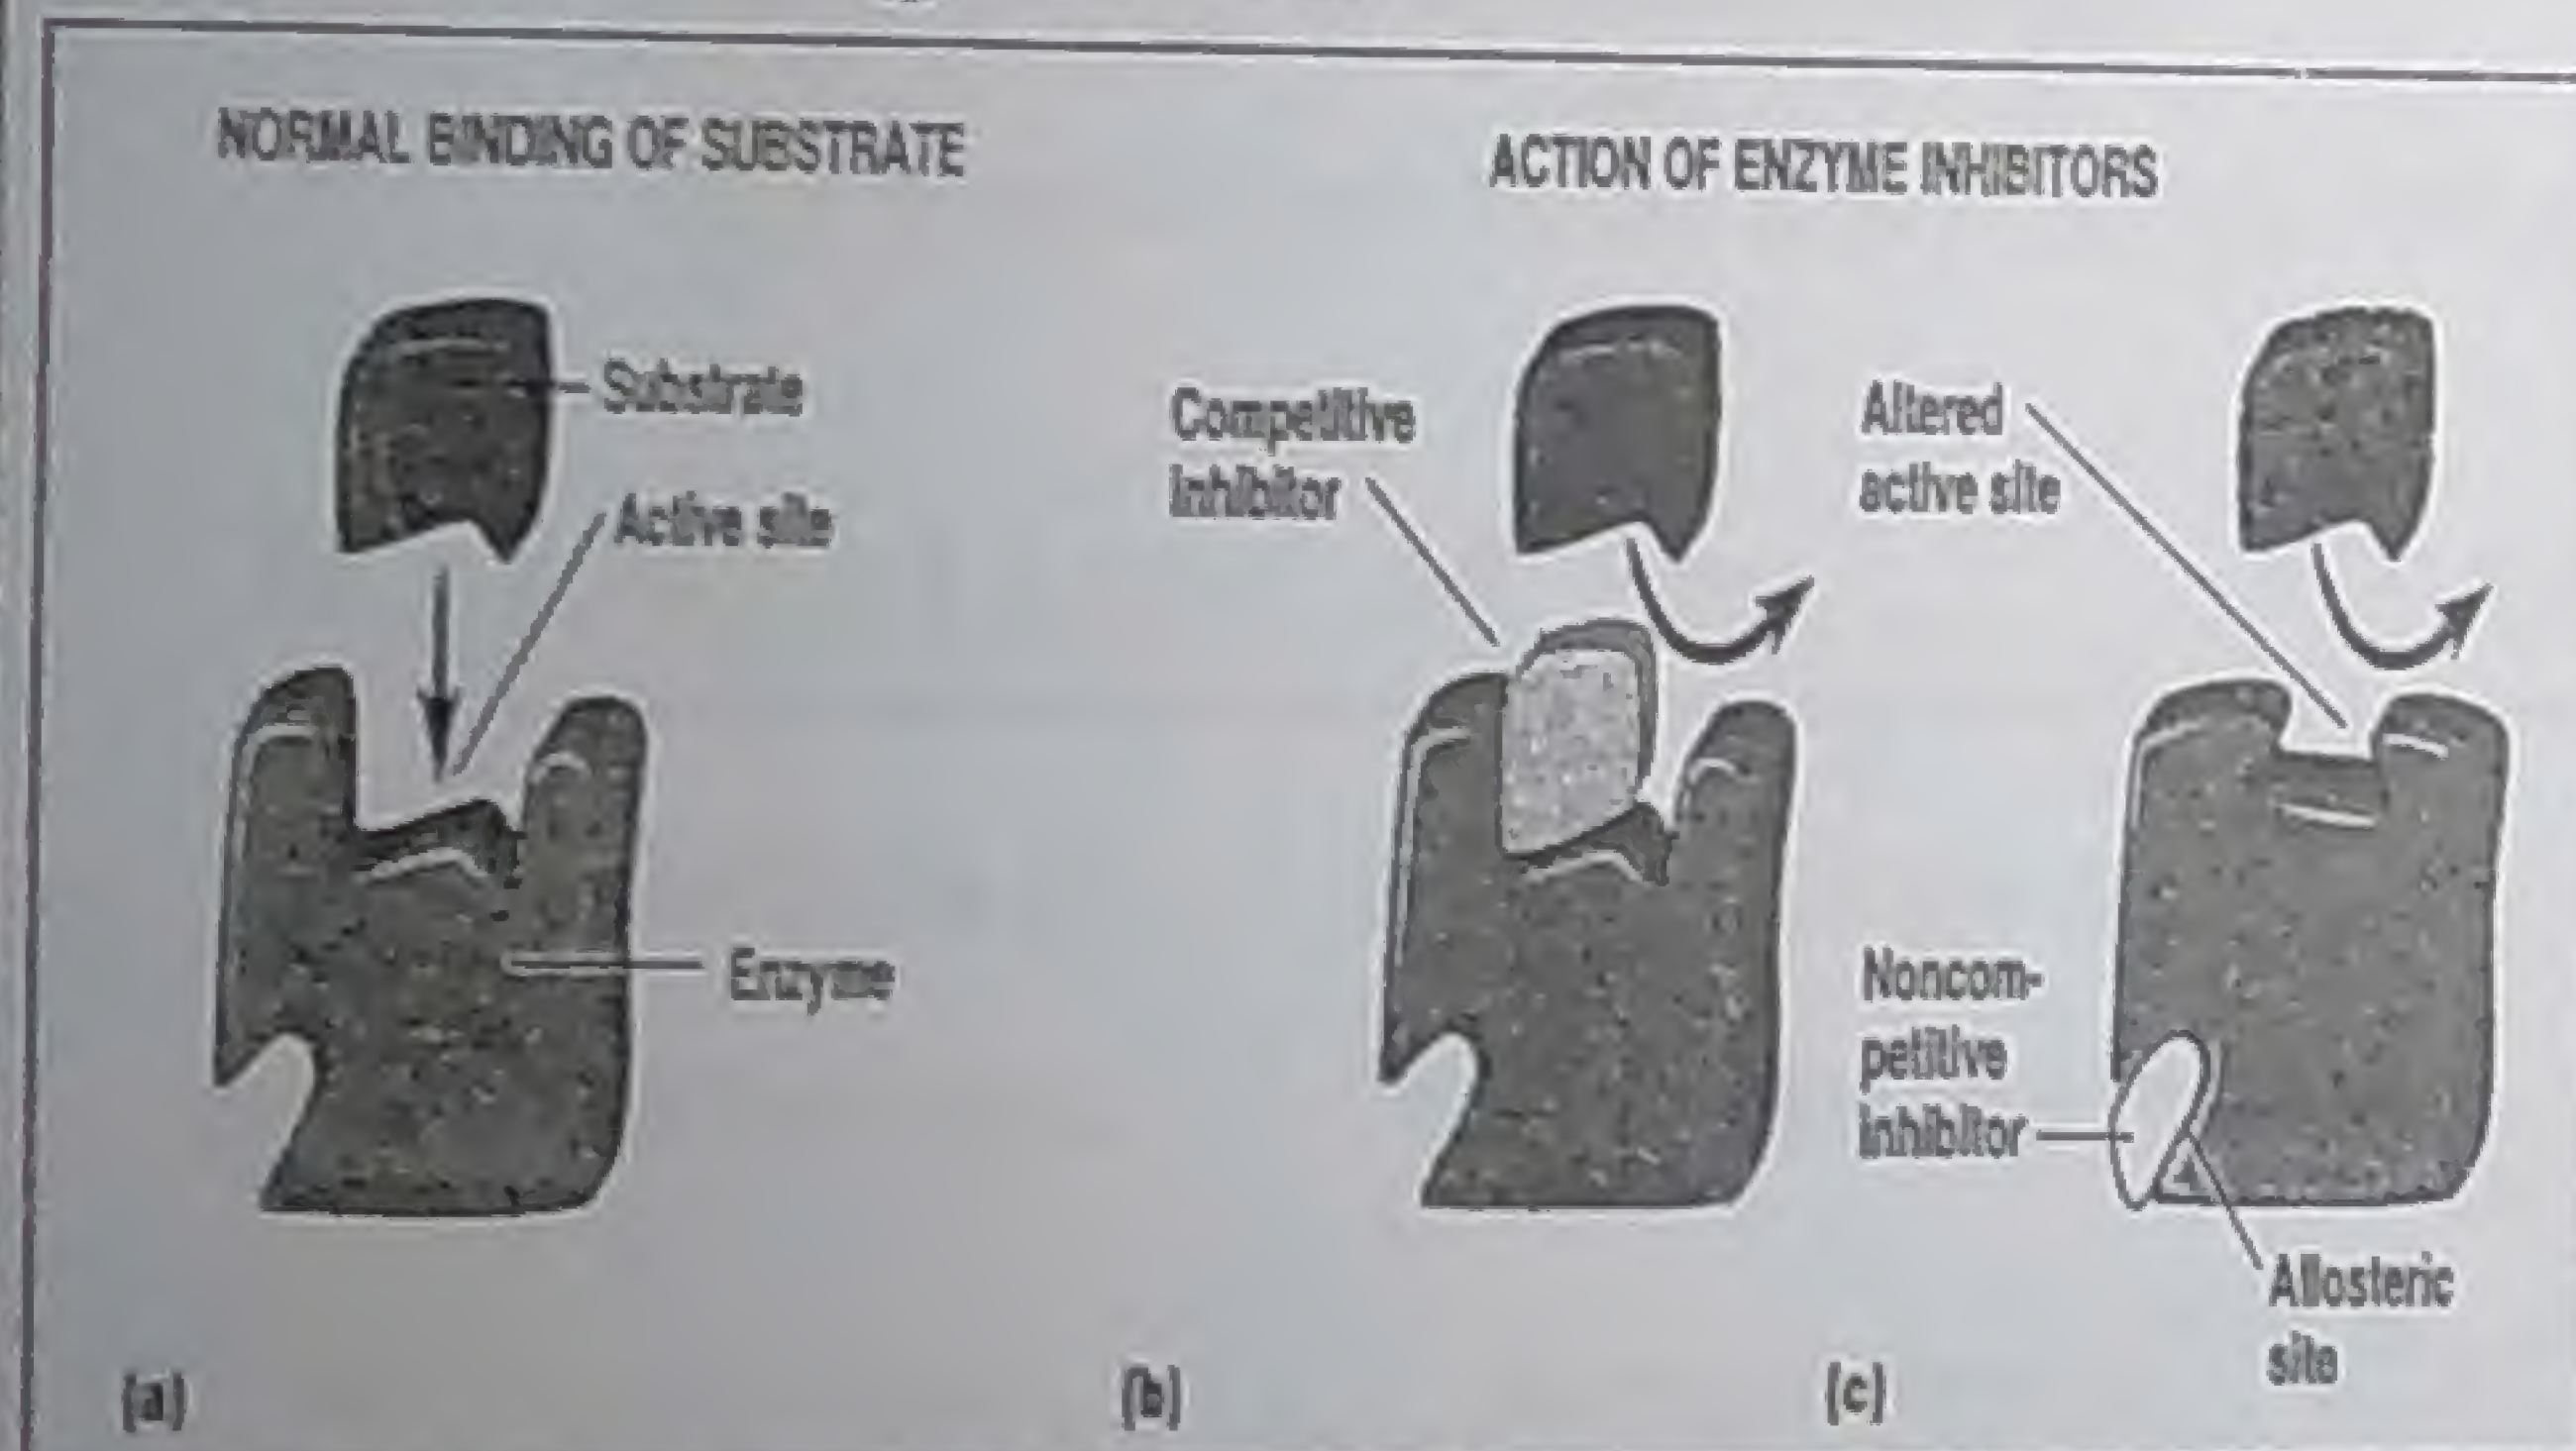 NORMAL BINDING OF SUBSTRATE
ACTION OF ENZYME INHIBITORS
Substrate
Active site
Enzyme
(a)
Competitive
inhibitor
(b)
Altered
active site
Noncom-
petitive
inhibitor
Allosteric
site
(c)